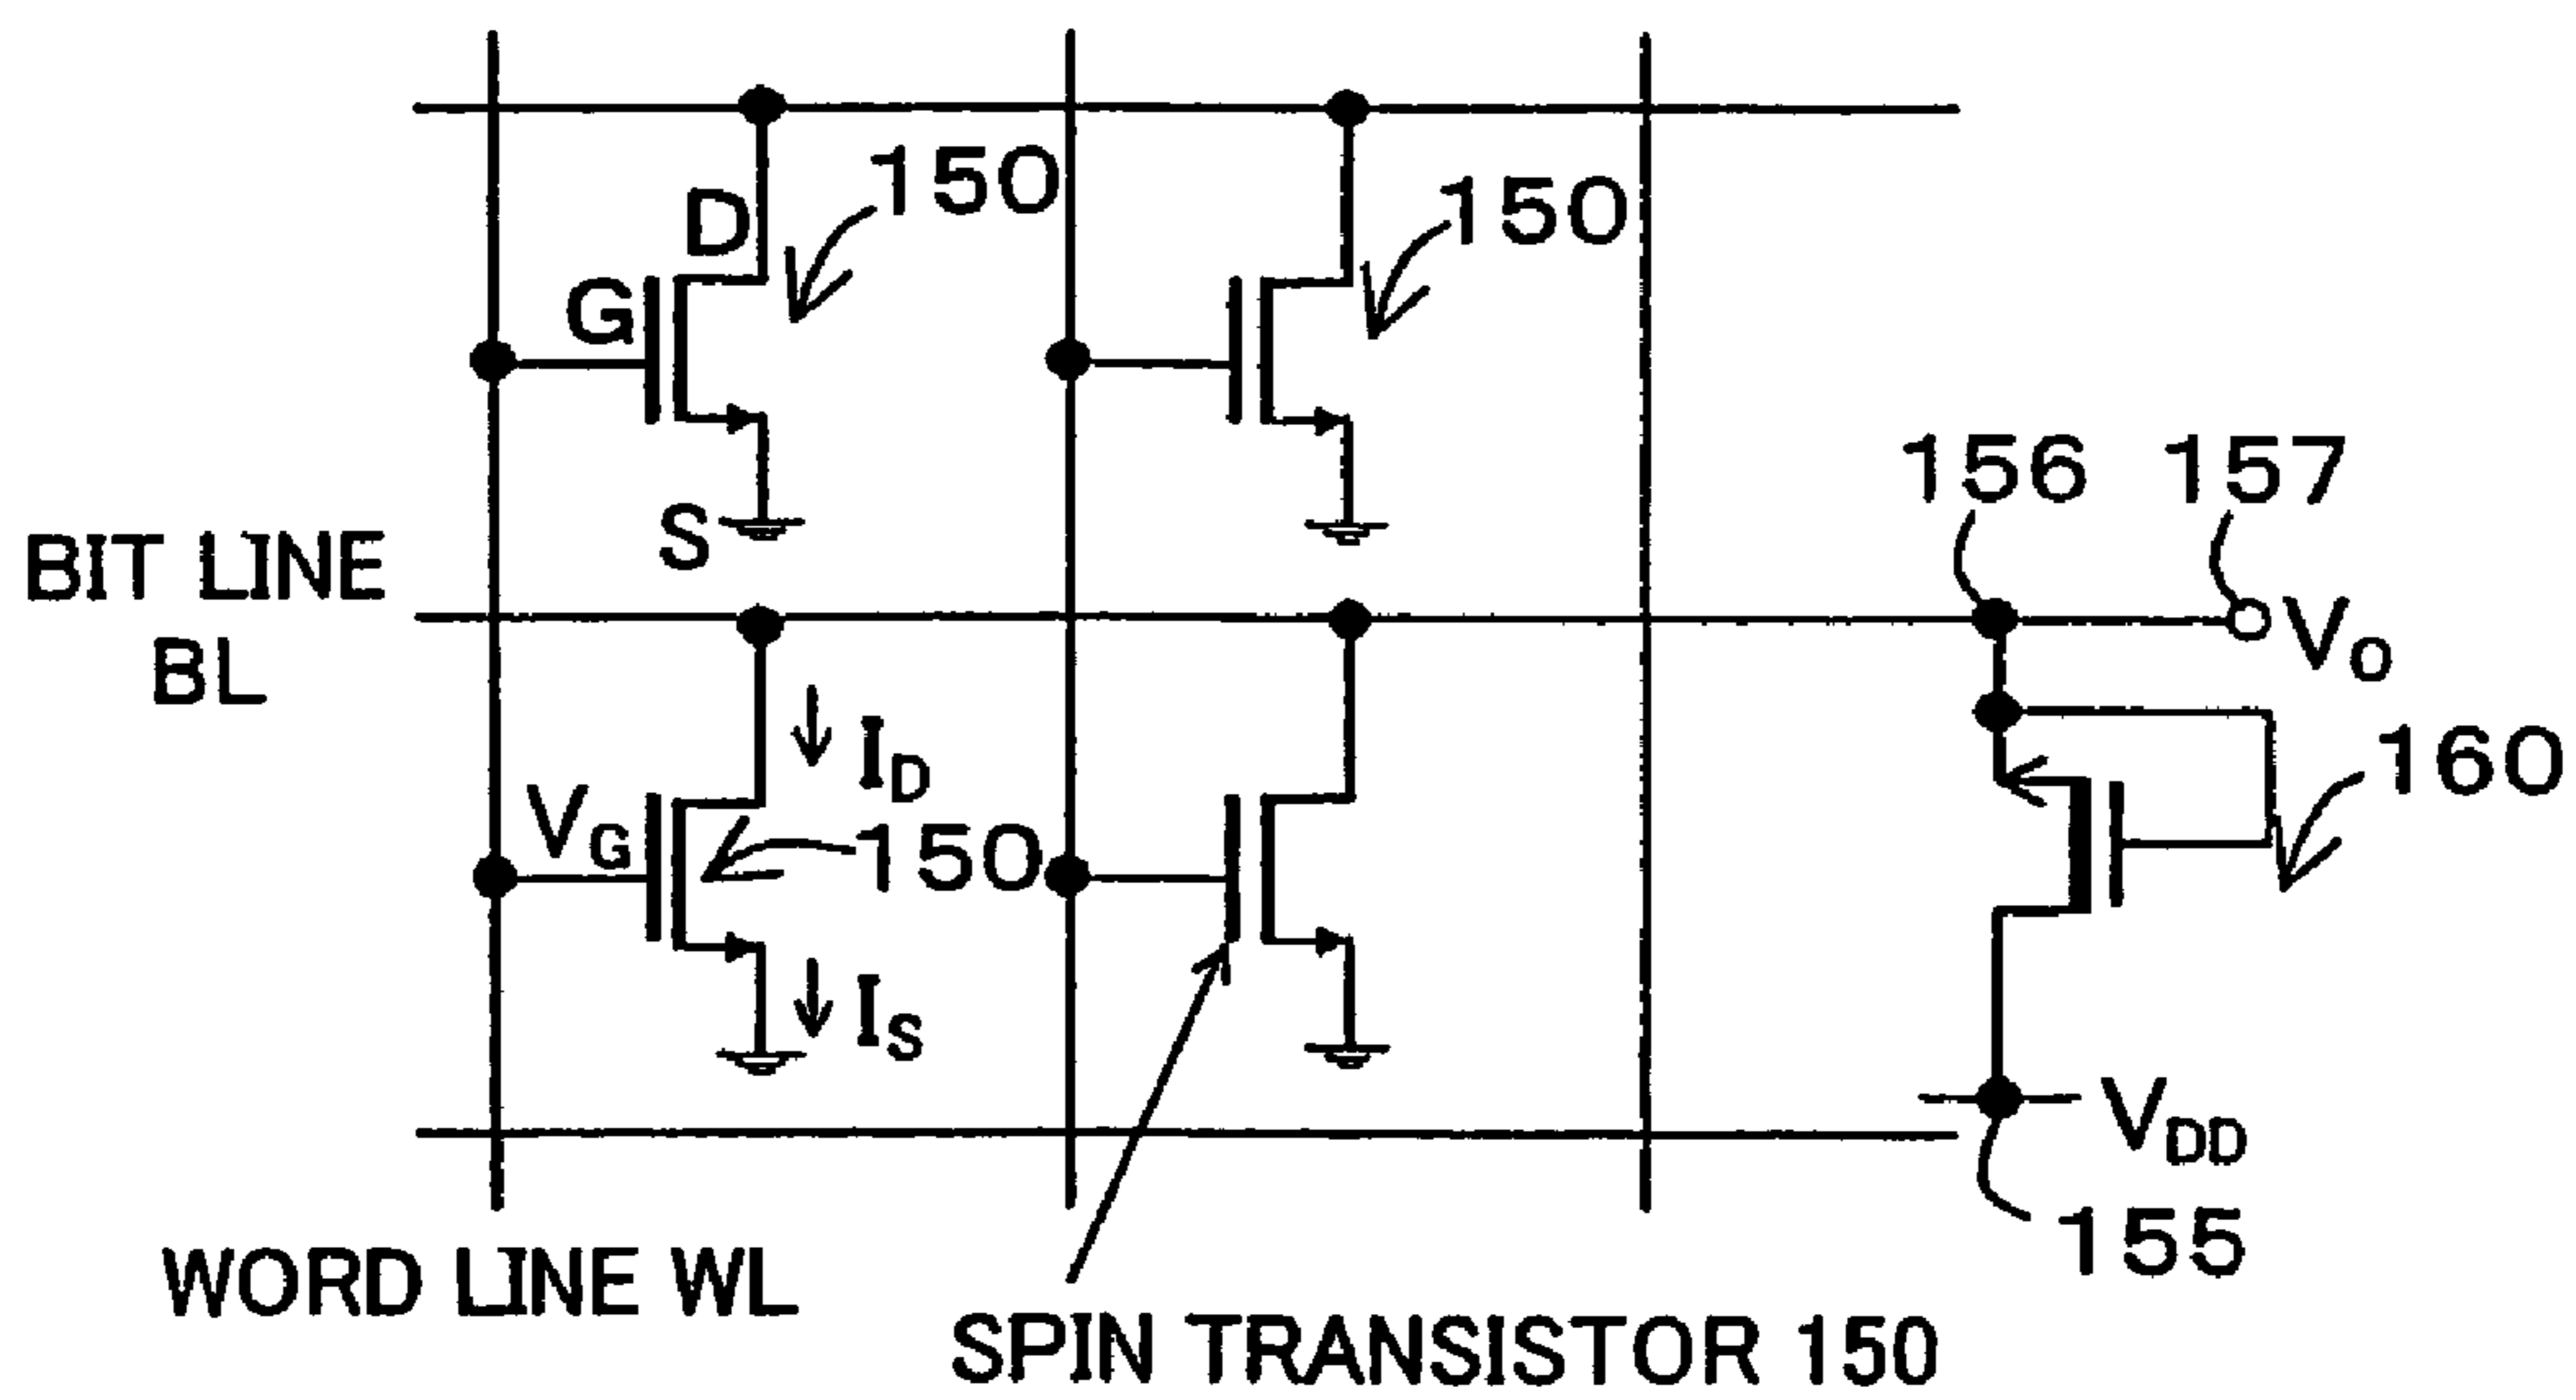 150
150
D
G
S
156
157
BIT LINE
BL
VO
ID
160
VG
150
IS
VDD
155
WORD LINE WL
SPIN TRANSISTOR 150